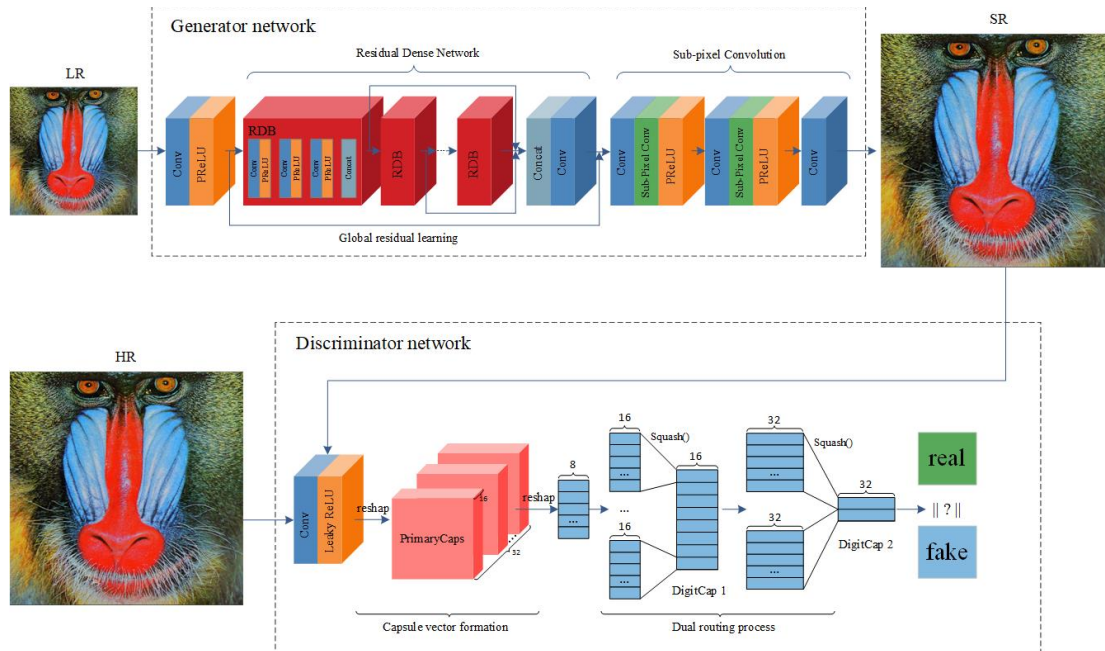 Generator network
SR
LR
Residual Dense Network
Sub-pixel Convolution
Conv
PReLU
RDB
Conv
PReLU
Conv
PReLU
Conv
PReLU
Concat
RDB
RDB
Concat
Conv
Conv
Sub-Pixel Conv
PReLU
Conv
Sub-Pixel Conv
PReLU
Conv
Global residual learning
Discriminator network
HR
Conv
Leaky ReLU
reshap
PrimaryCaps
16
32
reshap
8
...
16
...
...
16
...
Squash()
16
DigitCap 1
32
...
32
...
Squash()
32
DigitCap 2
real
|| ? ||
fake
Capsule vector formation
Dual routing process